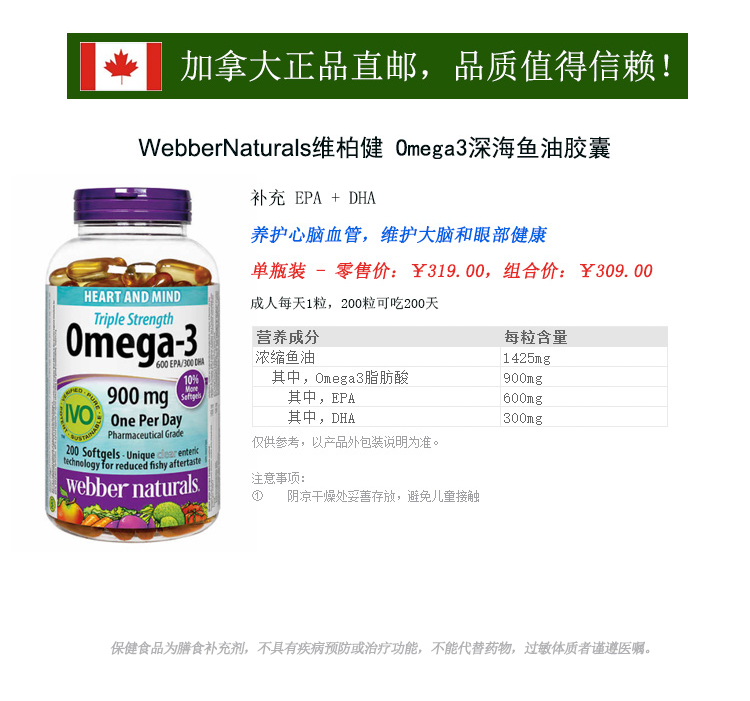 加拿大正品直邮，品质值得信赖！
WebberNaturals维柏健 Omega3深海鱼油胶囊
补充 EPA + DHA
养护心脑血管，维护大脑和眼部健康
单瓶装 - 零售价：￥319.00，组合价：￥309.00
成人每天1粒，200粒可吃200天
营养成分 每粒含量
浓缩鱼油 1425mg
其中，Omega3脂肪酸 900mg
其中，EPA 600mg
其中，DHA 300mg
仅供参考，以产品外包装说明为准。
注意事项：
① 阴凉干燥处妥善存放，避免儿童接触
HEART AND MIND
Triple Strength
Omega-3
600 EPA/300 DHA
10%
More
Softgels
900 mg
One Per Day
Pharmaceutical Grade
IVO
VERIFIED · PURE
SUSTAINABLE
200 Softgels - Unique clear enteric
technology for reduced fishy aftertaste
webber naturals.
保健食品为膳食补充剂，不具有疾病预防或治疗功能，不能代替药物，过敏体质者谨遵医嘱。